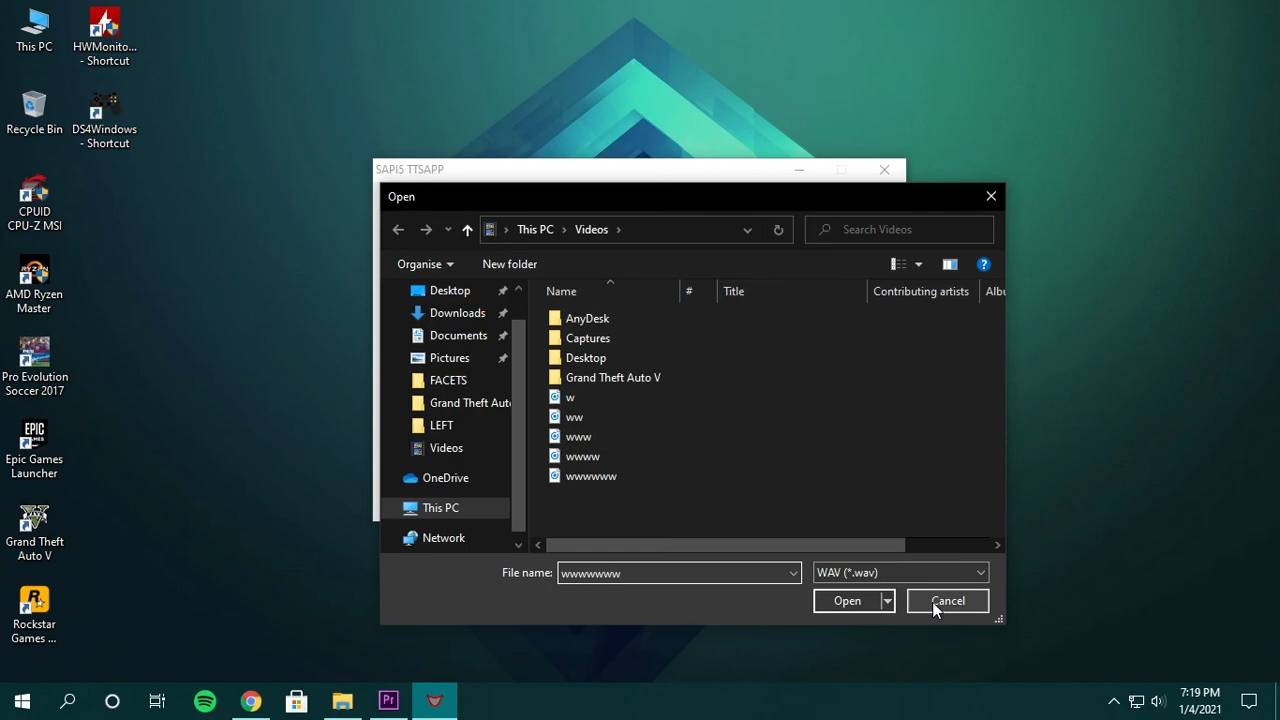 This PC
HWMonito...
- Shortcut
Recycle Bin
DS4Windows
- Shortcut
CPUID
CPU-Z MSI
RYZEN
AMD Ryzen
Master
Pro Evolution
Soccer 2017
EPIC
GAMES
Epic Games
Launcher
Grand Theft
Auto V
Rockstar
Games ...
SAPI5 TTSAPP
Open
This PC
Videos
Search Videos
Organise
New folder
Name
#
Title
Contributing artists
Albu
Desktop
Downloads
Documents
Pictures
FACETS
Grand Theft Auto
LEFT
Videos
OneDrive
This PC
Network
AnyDesk
Captures
Desktop
Grand Theft Auto V
w
ww
www
wwww
wwwwww
File name:
wwwwwww
WAV (*.wav)
Open
Cancel
Pr
7:19 PM
1/4/2021